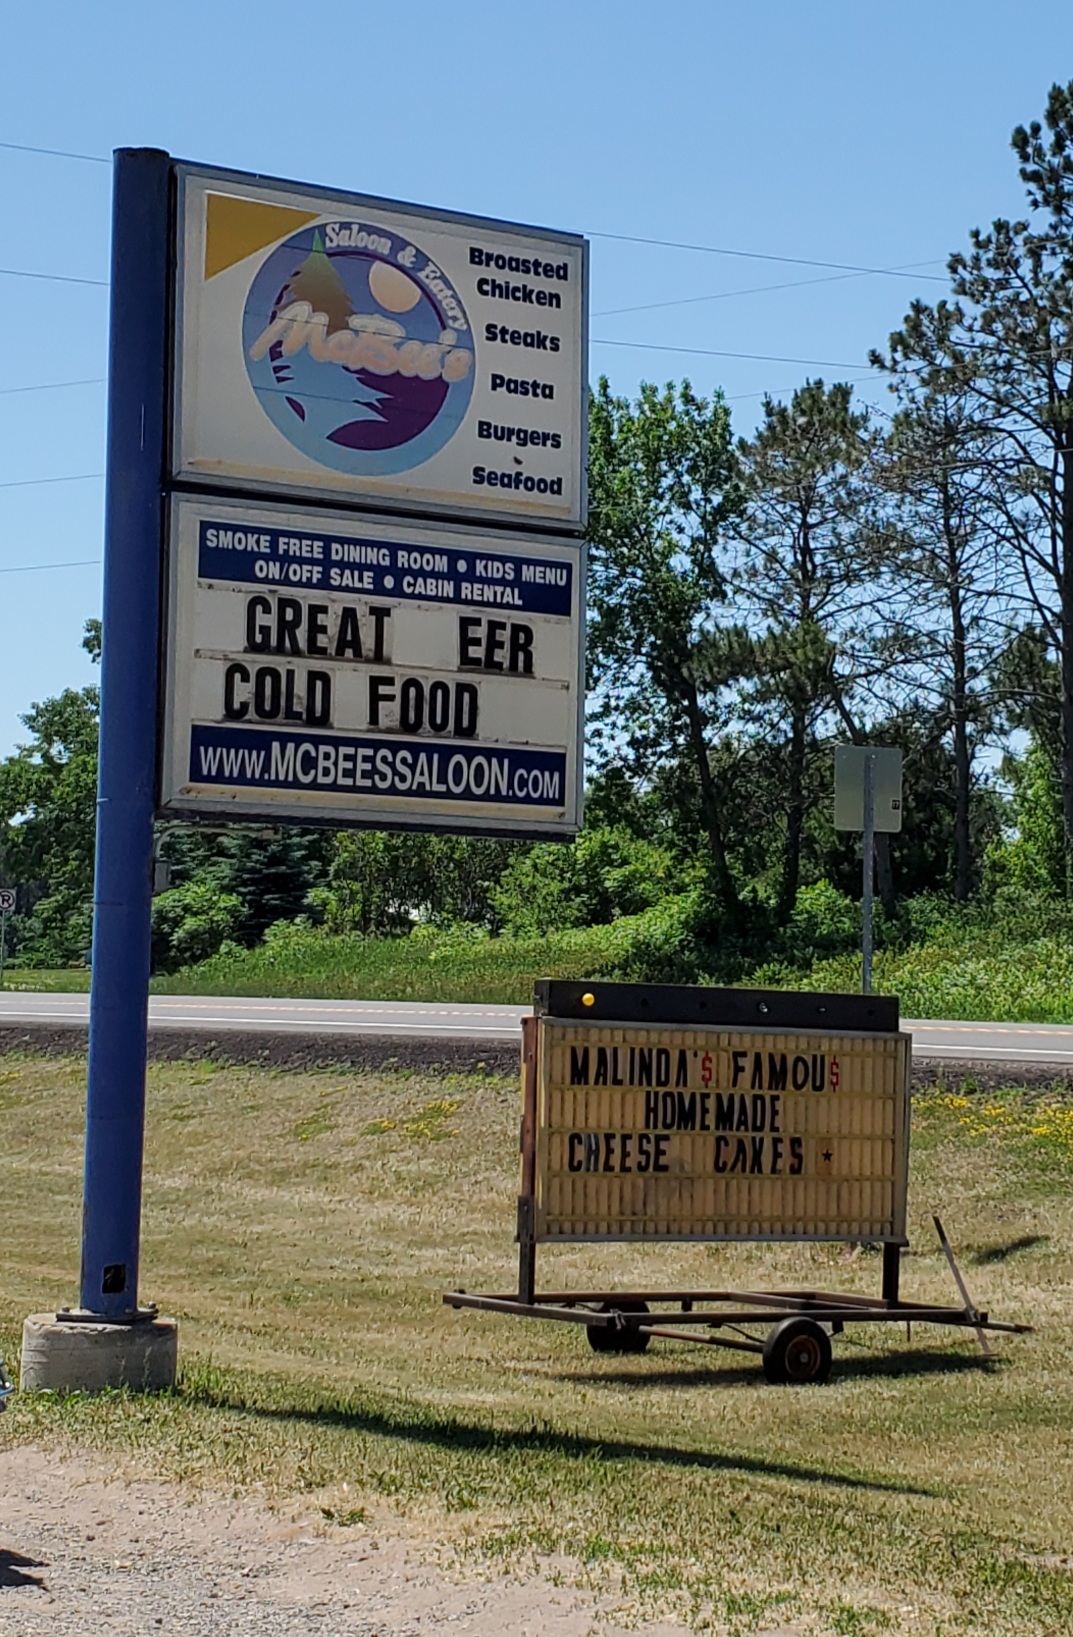 Saloon & Eatery
McBee's
Broasted
Chicken
Steaks
Pasta
Burgers
Seafood
SMOKE FREE DINING ROOM • KIDS MENU
ON/OFF SALE • CABIN RENTAL
GREAT EER
COLD FOOD
www.MCBEESSALOON.COM
MALINDA'$ FAMOU$
HOMEMADE
CHEESE CAKES ★